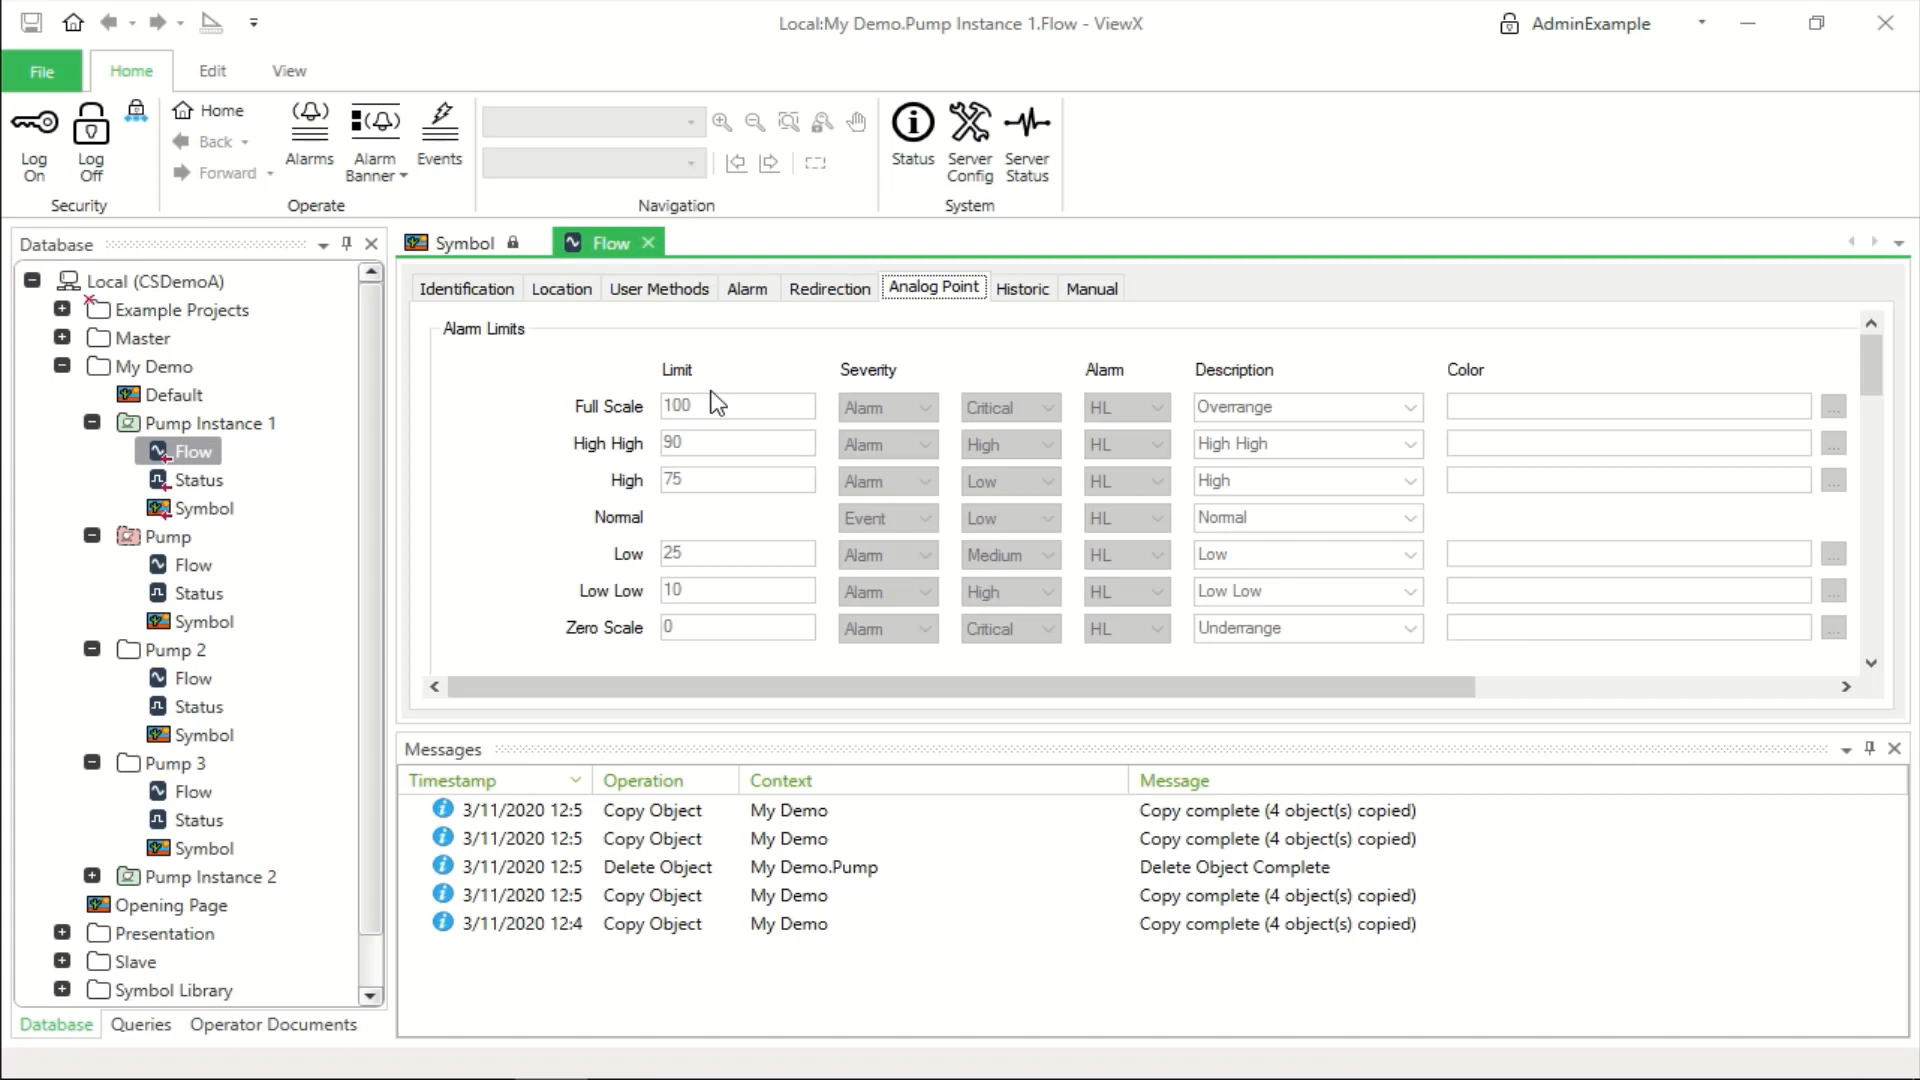 Local:My Demo.Pump Instance 1.Flow - ViewX
AdminExample
File
Home
Edit
View
Log On
Log Off
Security
Home
Back
Forward
Alarms
Alarm Banner
Events
Operate
Navigation
Status
Server Config
Server Status
System
Database
Local (CSDemoA)
Example Projects
Master
My Demo
Default
Pump Instance 1
Flow
Status
Symbol
Pump
Flow
Status
Symbol
Pump 2
Flow
Status
Symbol
Pump 3
Flow
Status
Symbol
Pump Instance 2
Opening Page
Presentation
Slave
Symbol Library
Database Queries Operator Documents
Symbol
Flow
Identification Location User Methods Alarm Redirection Analog Point Historic Manual
Alarm Limits
Limit Severity Alarm Description Color
Full Scale 100 Alarm Critical HL Overrange ...
High High 90 Alarm High HL High High ...
High 75 Alarm Low HL High ...
Normal Event Low HL Normal
Low 25 Alarm Medium HL Low ...
Low Low 10 Alarm High HL Low Low ...
Zero Scale 0 Alarm Critical HL Underrange ...
Messages
Timestamp Operation Context Message
3/11/2020 12:5 Copy Object My Demo Copy complete (4 object(s) copied)
3/11/2020 12:5 Copy Object My Demo Copy complete (4 object(s) copied)
3/11/2020 12:5 Delete Object My Demo.Pump Delete Object Complete
3/11/2020 12:5 Copy Object My Demo Copy complete (4 object(s) copied)
3/11/2020 12:4 Copy Object My Demo Copy complete (4 object(s) copied)